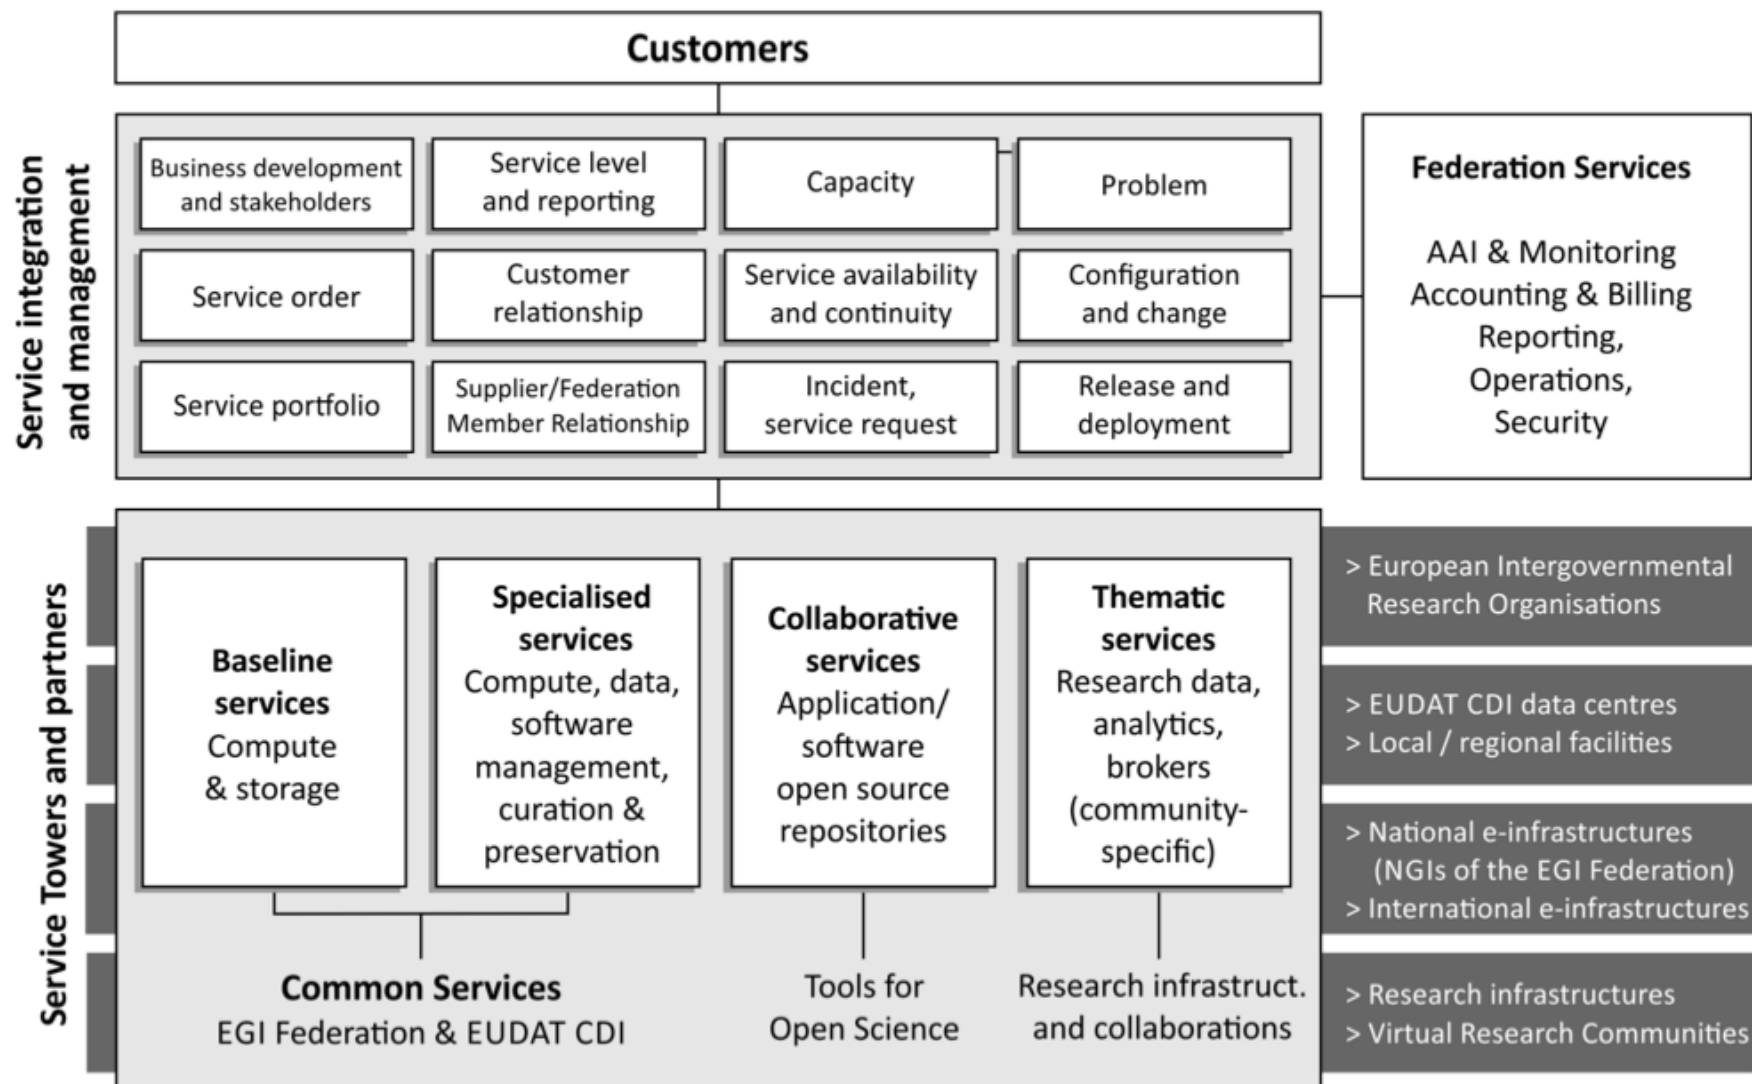 Customers
Service integration
and management
Business development
and stakeholders
Service level
and reporting
Capacity
Problem
Service order
Customer
relationship
Service availability
and continuity
Configuration
and change
Service portfolio
Supplier/Federation
Member Relationship
Incident,
service request
Release and
deployment
Federation Services
AAI & Monitoring
Accounting & Billing
Reporting,
Operations,
Security
Service Towers and partners
Baseline
services
Compute
& storage
Specialised
services
Compute, data,
software
management,
curation &
preservation
Collaborative
services
Application/
software
open source
repositories
Thematic
services
Research data,
analytics,
brokers
(community-
specific)
Common Services
EGI Federation & EUDAT CDI
Tools for
Open Science
Research infrastruct.
and collaborations
> European Intergovernmental
Research Organisations
> EUDAT CDI data centres
> Local / regional facilities
> National e-infrastructures
(NGIs of the EGI Federation)
> International e-infrastructures
> Research infrastructures
> Virtual Research Communities